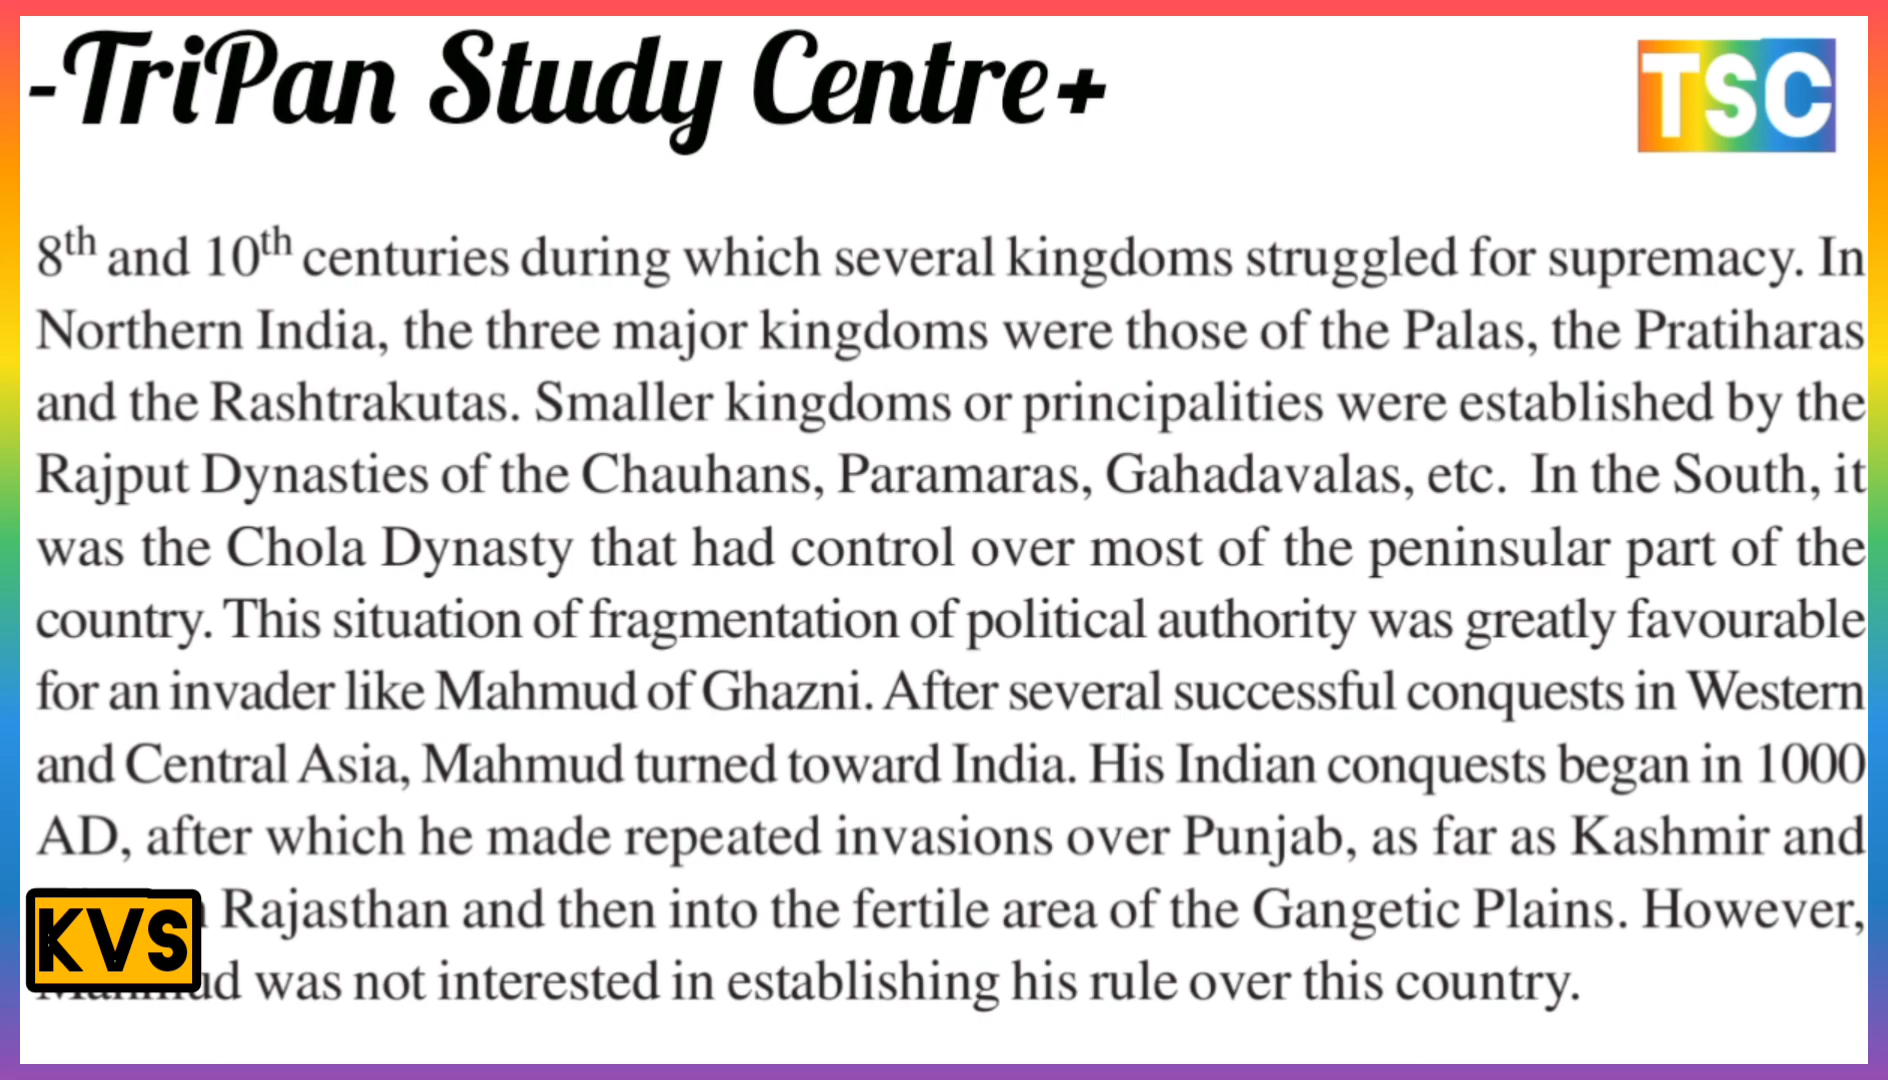 -TriPan Study Centre+
TSC
8th and 10th centuries during which several kingdoms struggled for supremacy. In
Northern India, the three major kingdoms were those of the Palas, the Pratiharas
and the Rashtrakutas. Smaller kingdoms or principalities were established by the
Rajput Dynasties of the Chauhans, Paramaras, Gahadavalas, etc. In the South, it
was the Chola Dynasty that had control over most of the peninsular part of the
country. This situation of fragmentation of political authority was greatly favourable
for an invader like Mahmud of Ghazni. After several successful conquests in Western
and Central Asia, Mahmud turned toward India. His Indian conquests began in 1000
AD, after which he made repeated invasions over Punjab, as far as Kashmir and
Rajasthan and then into the fertile area of the Gangetic Plains. However,
KVS
was not interested in establishing his rule over this country.